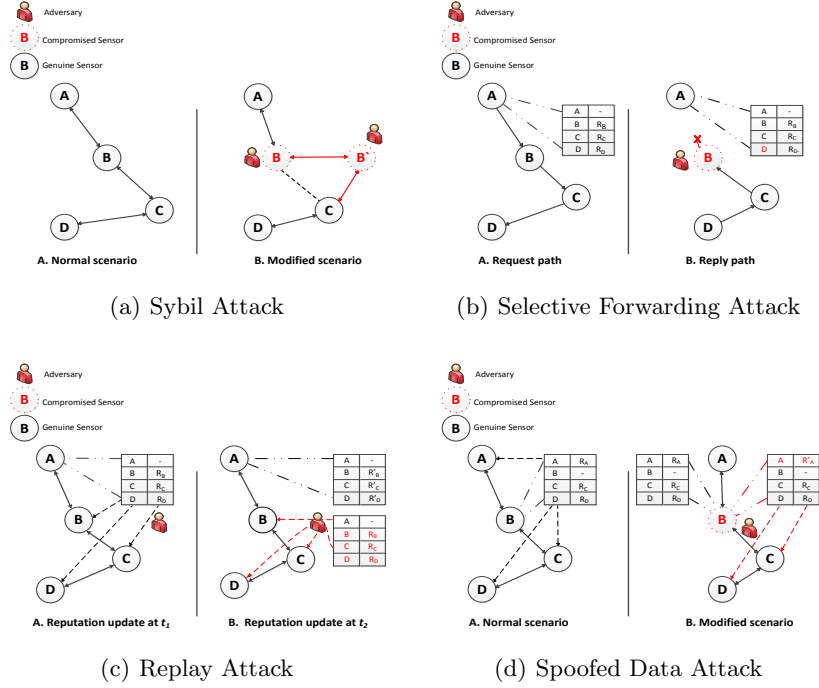 Adversary
B Compromised Sensor
B Genuine Sensor
A
B
C
D
A. Normal scenario
A
B B`
C
D
B. Modified scenario
(a) Sybil Attack
Adversary
B Compromised Sensor
B Genuine Sensor
A
A -
B RB
C RC
D RD
B
C
D
A. Request path
A
A -
B RB
C RC
D RD-
x
B
C
D
B. Reply path
(b) Selective Forwarding Attack
Adversary
B Compromised Sensor
B Genuine Sensor
A
A -
B RB
C RC
D RD
B
C
D
A. Reputation update at t1
A
A -
B R'B
C R'C
D R'D
B
A -
B RB
C RC
D RD
C
D
B. Reputation update at t2
(c) Replay Attack
Adversary
B Compromised Sensor
B Genuine Sensor
A
A RA
B -
C RC
D RD
B
C
D
A. Normal scenario
A RA
B -
C RC
D RD
A
A R'A
B -
C RC
D RD
B
C
D
B. Modified scenario
(d) Spoofed Data Attack